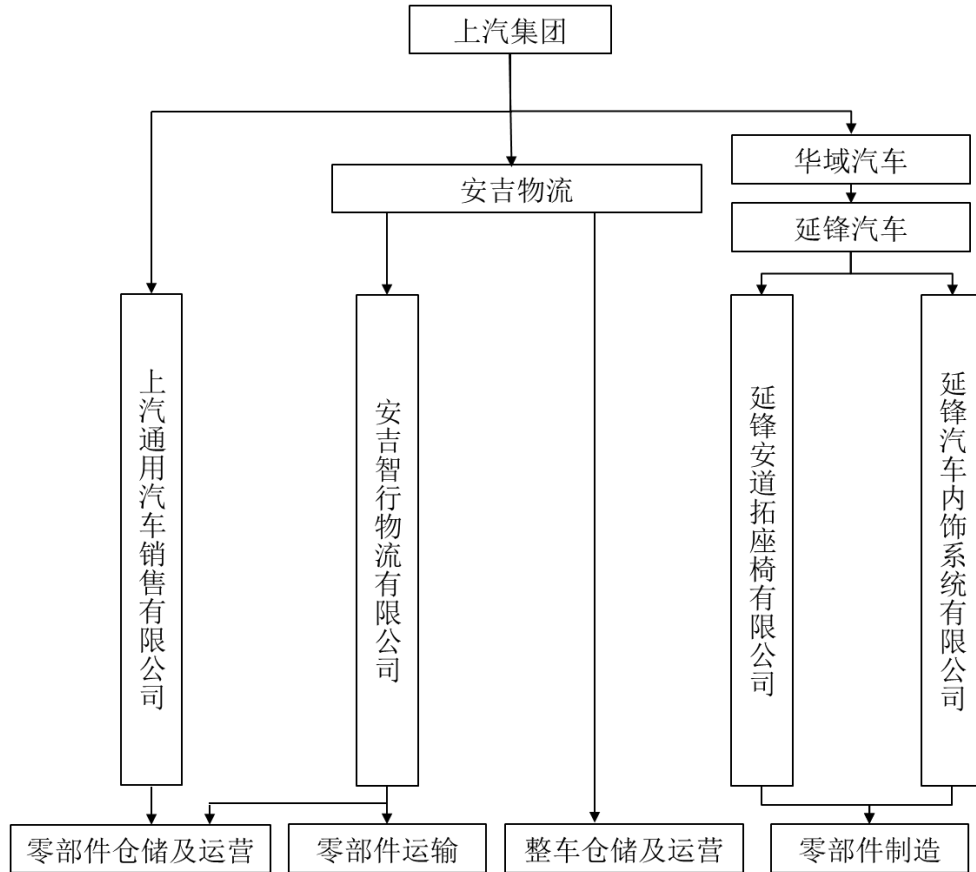 上汽集团
华域汽车
安吉物流
延锋汽车
上汽通用汽车销售有限公司
安吉智行物流有限公司
延锋安道拓座椅有限公司
延锋汽车内饰系统有限公司
零部件仓储及运营
零部件运输
整车仓储及运营
零部件制造